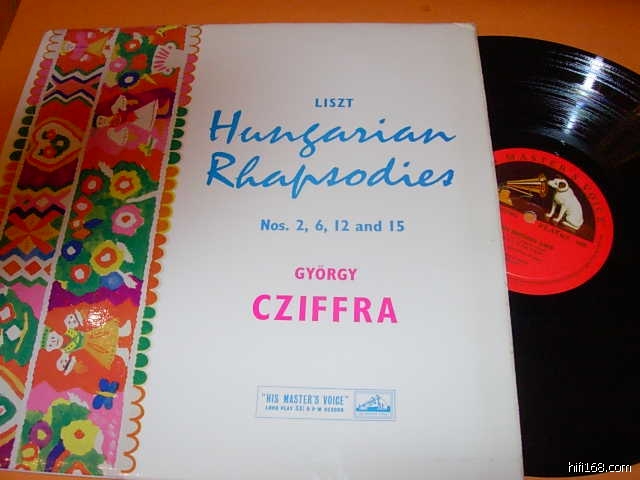 LISZT
Hungarian
Rhapsodies
Nos. 2, 6, 12 and 15
GYÖRGY
CZIFFRA
"HIS MASTER'S VOICE"
LONG PLAY 33⅓ R·P·M RECORD
MASTER'S VOICE
hifi168.com